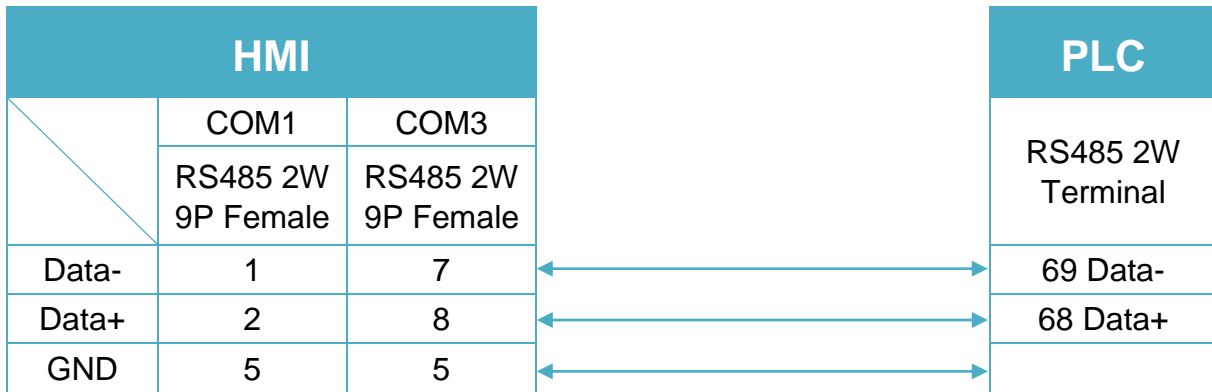 HMI
PLC
COM1
COM3
RS485 2W
9P Female
RS485 2W
9P Female
RS485 2W
Terminal
Data-
1
7
69 Data-
Data+
2
8
68 Data+
GND
5
5